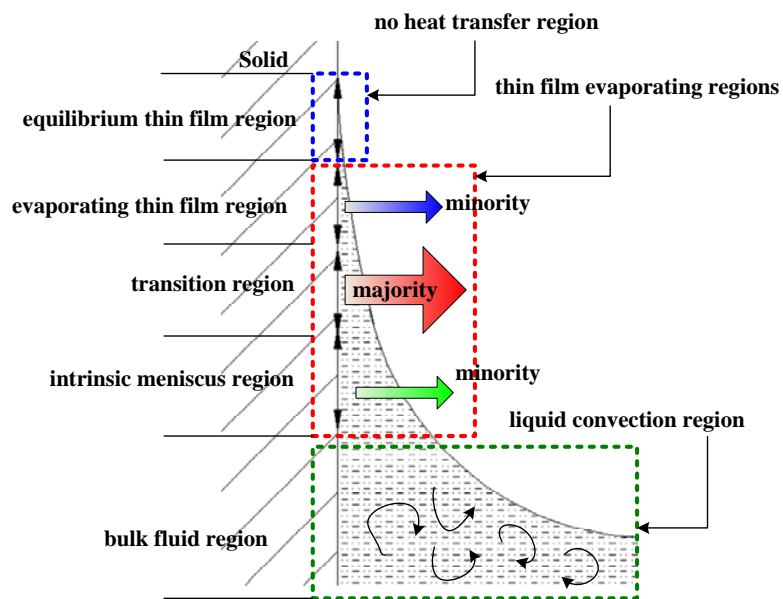 no heat transfer region
Solid
thin film evaporating regions
equilibrium thin film region
evaporating thin film region
minority
transition region
majority
intrinsic meniscus region
minority
liquid convection region
bulk fluid region